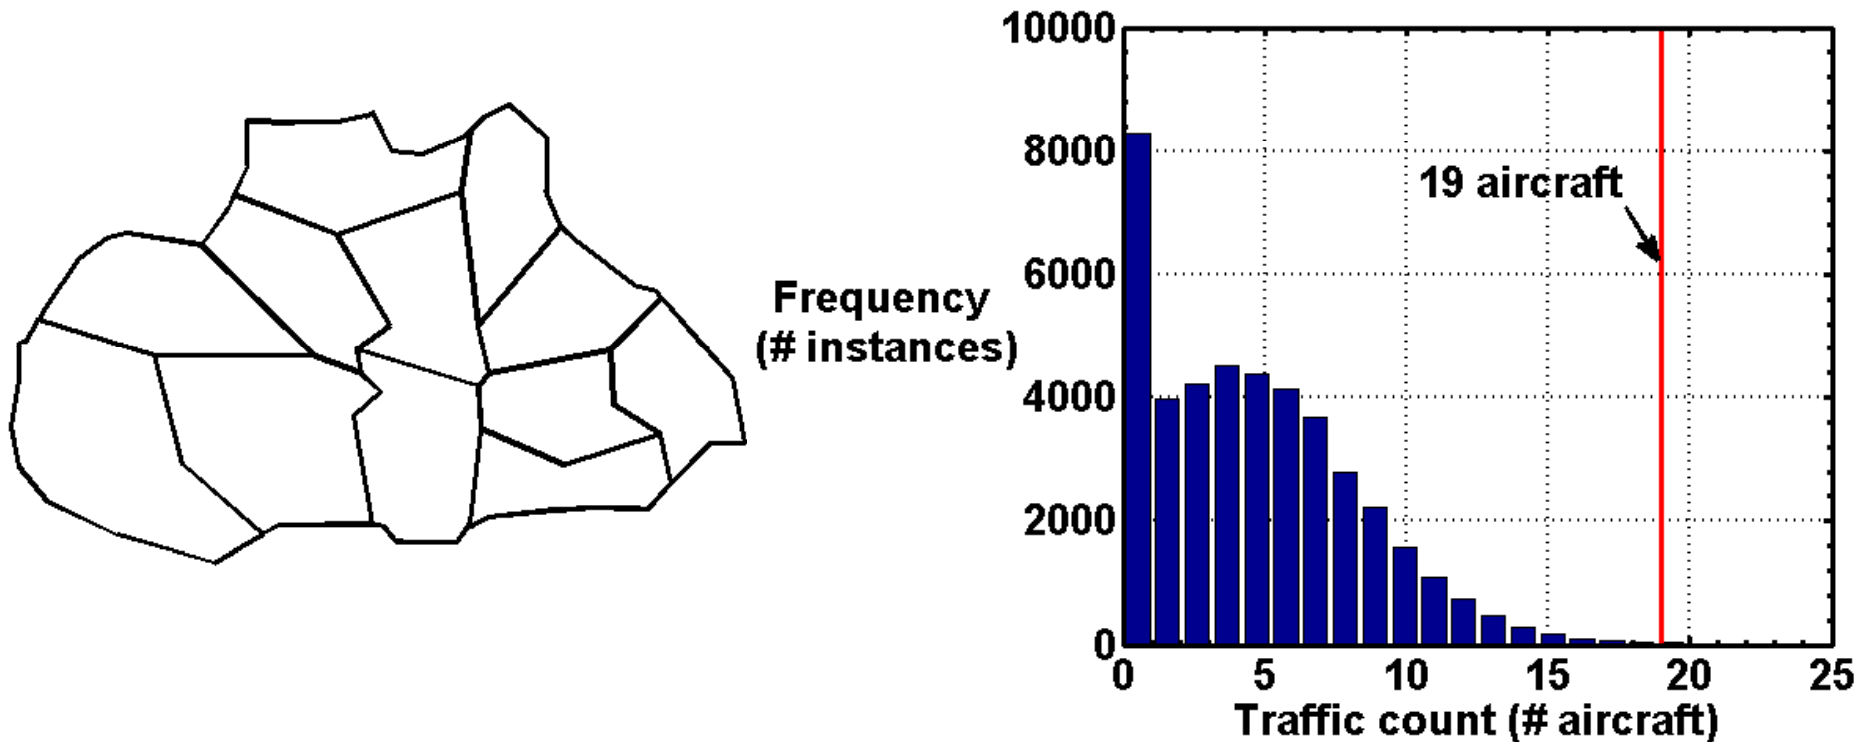 Frequency
(# instances)
10000
8000
6000
4000
2000
0
19 aircraft
0 5 10 15 20 25
Traffic count (# aircraft)